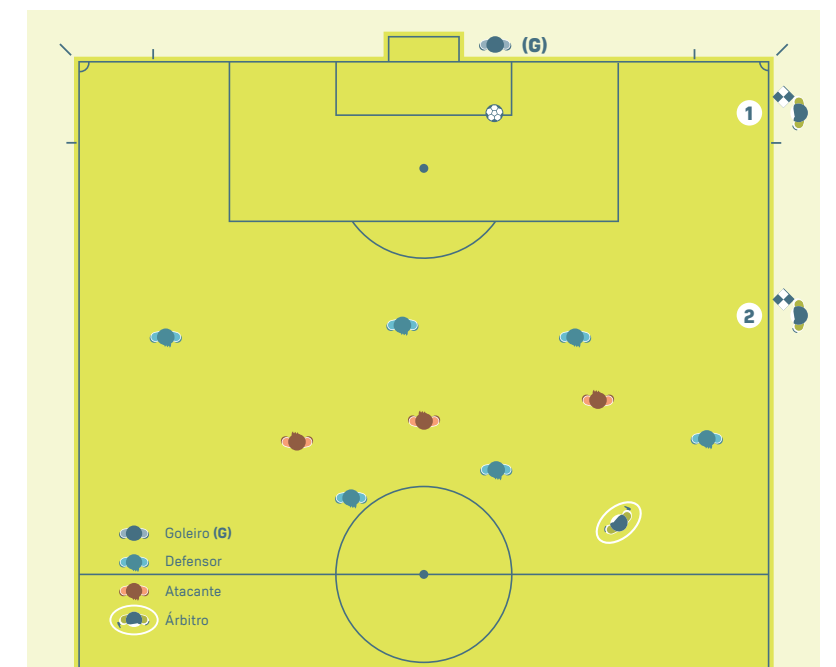 (G)
1
2
Goleiro (G)
Defensor
Atacante
Árbitro